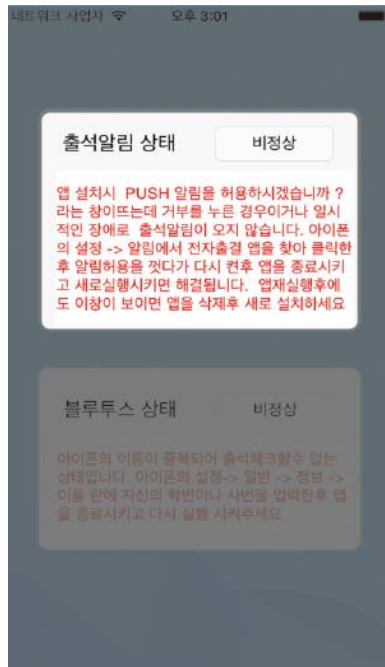 네트워크 사업자 오후 3:01
출석알림 상태 비정상
앱 설치시 PUSH 알림을 허용하시겠습니까 ?
라는 창이뜨는데 거부를 누른 경우이거나 일시
적인 장애로 출석알림이 오지 않습니다. 아이폰
의 설정 -> 알림에서 전자출결 앱을 찾아 클릭한
후 알림허용을 껏다가 다시 켠후 앱을 종료시키
고 새로실행시키면 해결됩니다. 앱재실행후에
도 이창이 보이면 앱을 삭제후 새로 설치하세요
블루투스 상태 비정상
아이폰의 이름이 중복되어 출석체크할수 없는
상태입니다. 아이폰의 설정-> 일반 -> 정보 ->
이름 란에 자신의 학번이나 사번을 입력한후 앱
을 종료시키고 다시 실행 시켜주세요